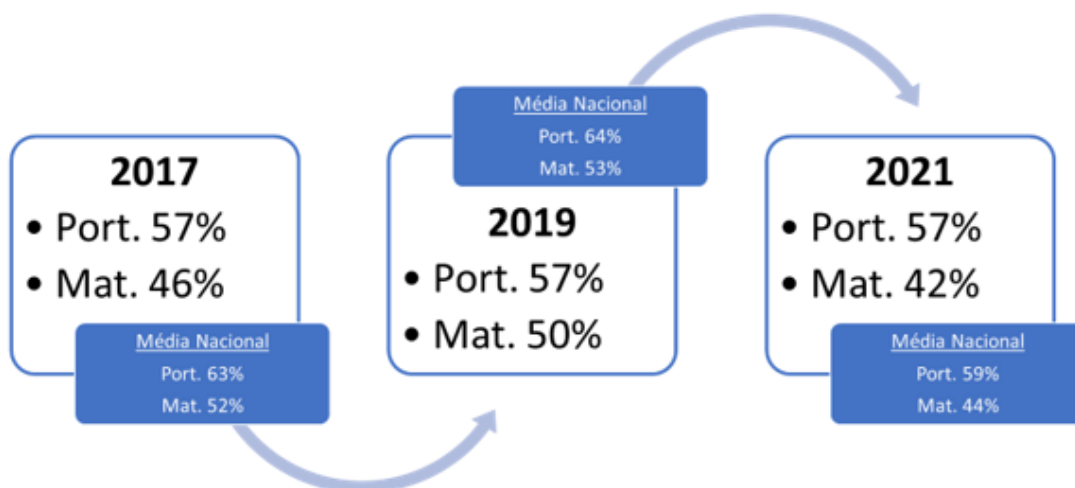 2017
• Port. 57%
• Mat. 46%
Média Nacional
Port. 63%
Mat. 52%
Média Nacional
Port. 64%
Mat. 53%
2019
• Port. 57%
• Mat. 50%
2021
• Port. 57%
• Mat. 42%
Média Nacional
Port. 59%
Mat. 44%